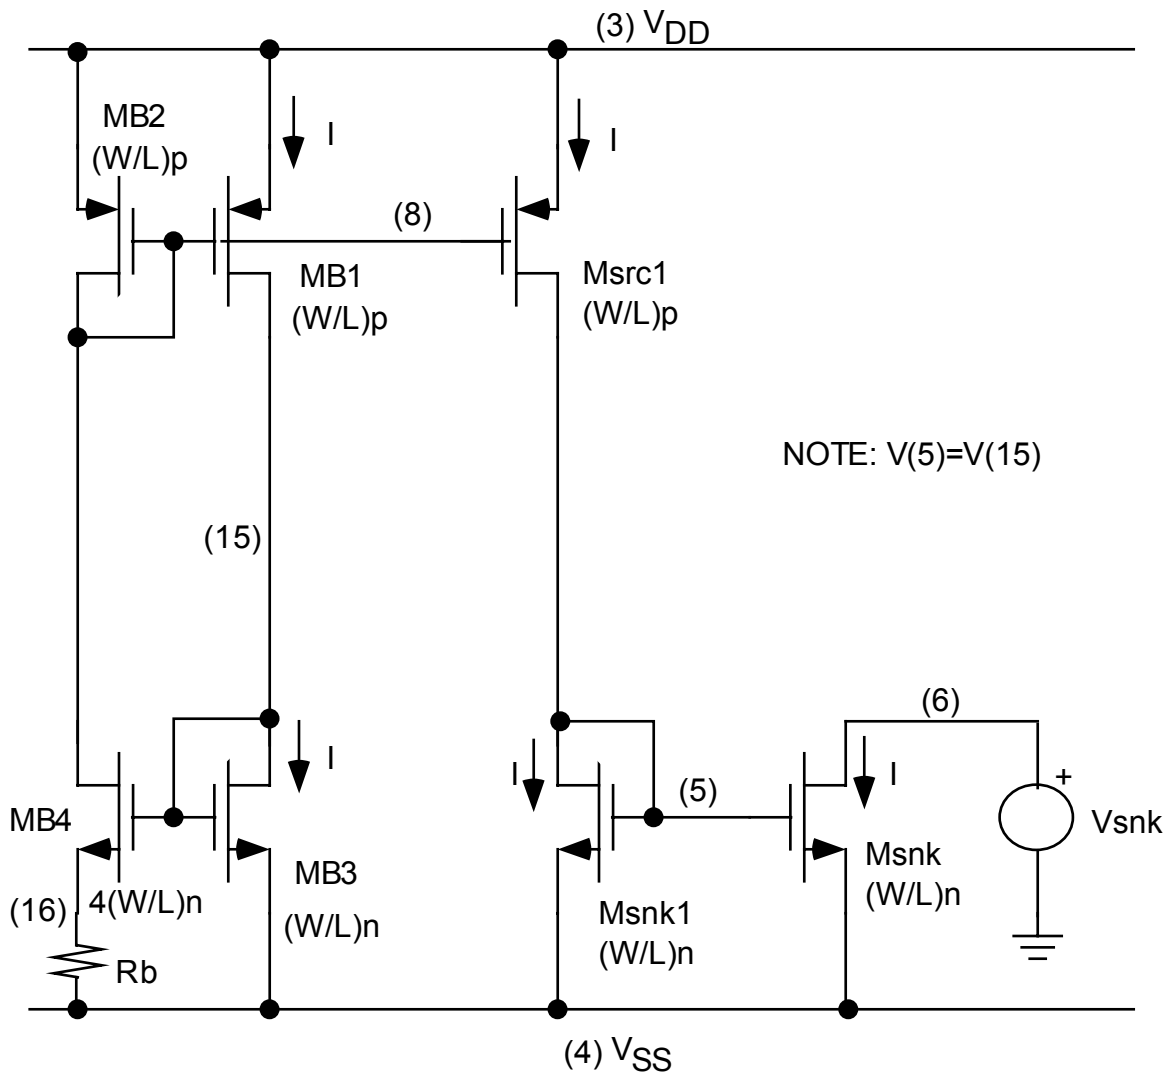 (3) VDD
MB2
(W/L)p
I
I
(8)
MB1
(W/L)p
Msrc1
(W/L)p
NOTE: V(5)=V(15)
(15)
(6)
I
I
I
(5)
+
MB4
Vsnk
MB3
(W/L)n
Msnk
(W/L)n
4(W/L)n
(16)
Msnk1
(W/L)n
Rb
(4) VSS